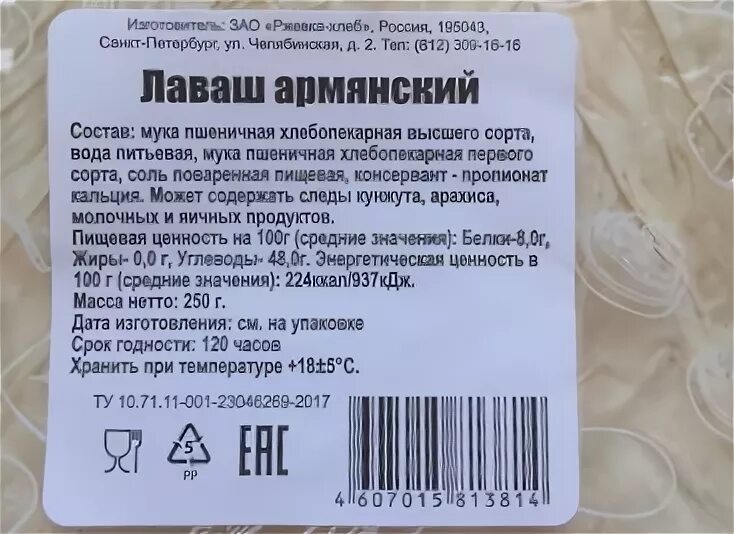 Изготовитель: ЗАО «Ржевка-хлеб», Россия, 195043,
Санкт-Петербург, ул. Челябинская, д. 2. Тел: (812) 309-16-16
Лаваш армянский
Состав: мука пшеничная хлебопекарная высшего сорта,
вода питьевая, мука пшеничная хлебопекарная первого
сорта, соль поваренная пищевая, консервант - пропионат
кальция. Может содержать следы кунжута, арахиса,
молочных и яичных продуктов.
Пищевая ценность на 100г (средние значения): Белки-8,0г,
Жиры- 0,0 г, Углеводы- 48,0г. Энергетическая ценность в
100 г (средние значения): 224ккал/937кДж.
Масса нетто: 250 г.
Дата изготовления: см. на упаковке
Срок годности: 120 часов
Хранить при температуре +18±5°С.
ТУ 10.71.11-001-23046269-2017
5
PP
ЕАС
4 607015 813814